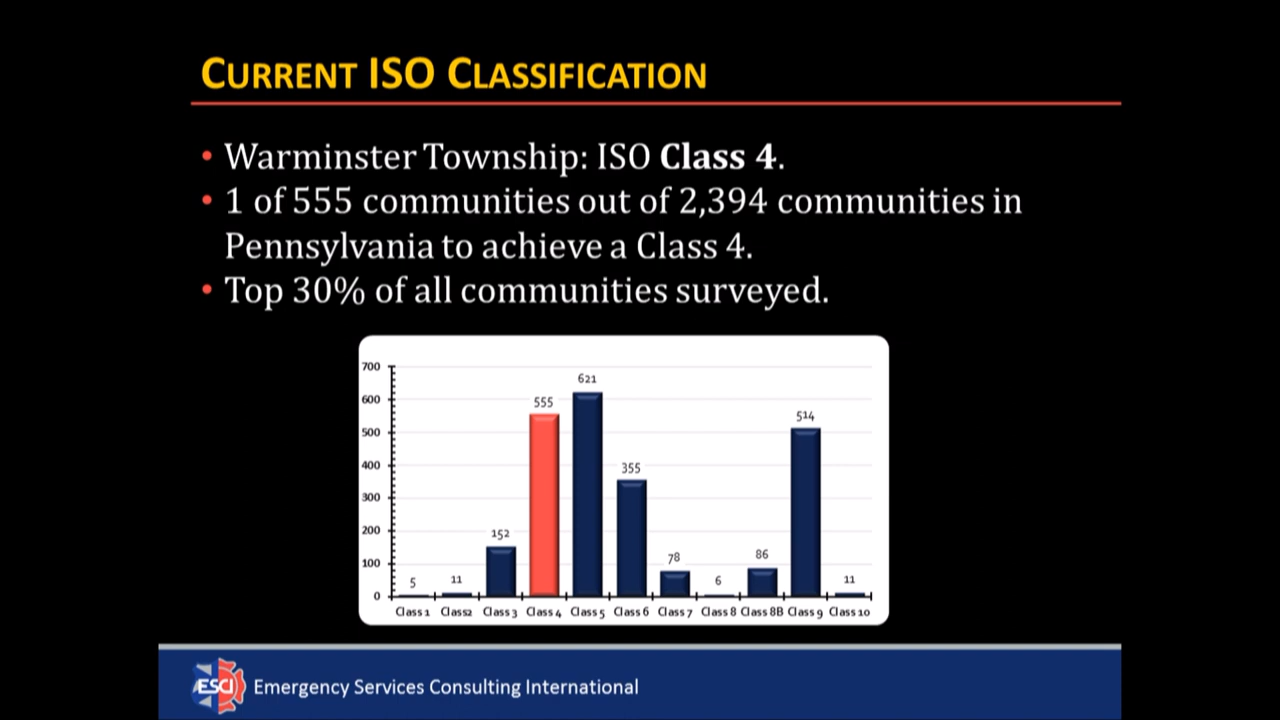 CURRENT ISO CLASSIFICATION
• Warminster Township: ISO Class 4.
• 1 of 555 communities out of 2,394 communities in
Pennsylvania to achieve a Class 4.
• Top 30% of all communities surveyed.
700
600
500
400
300
200
100
0
5
11
152
555
621
355
78
6
86
514
11
Class 1 Class2 Class 3 Class 4 Class 5 Class 6 Class 7 Class 8 Class 8B Class 9 Class 10
ESCI Emergency Services Consulting International